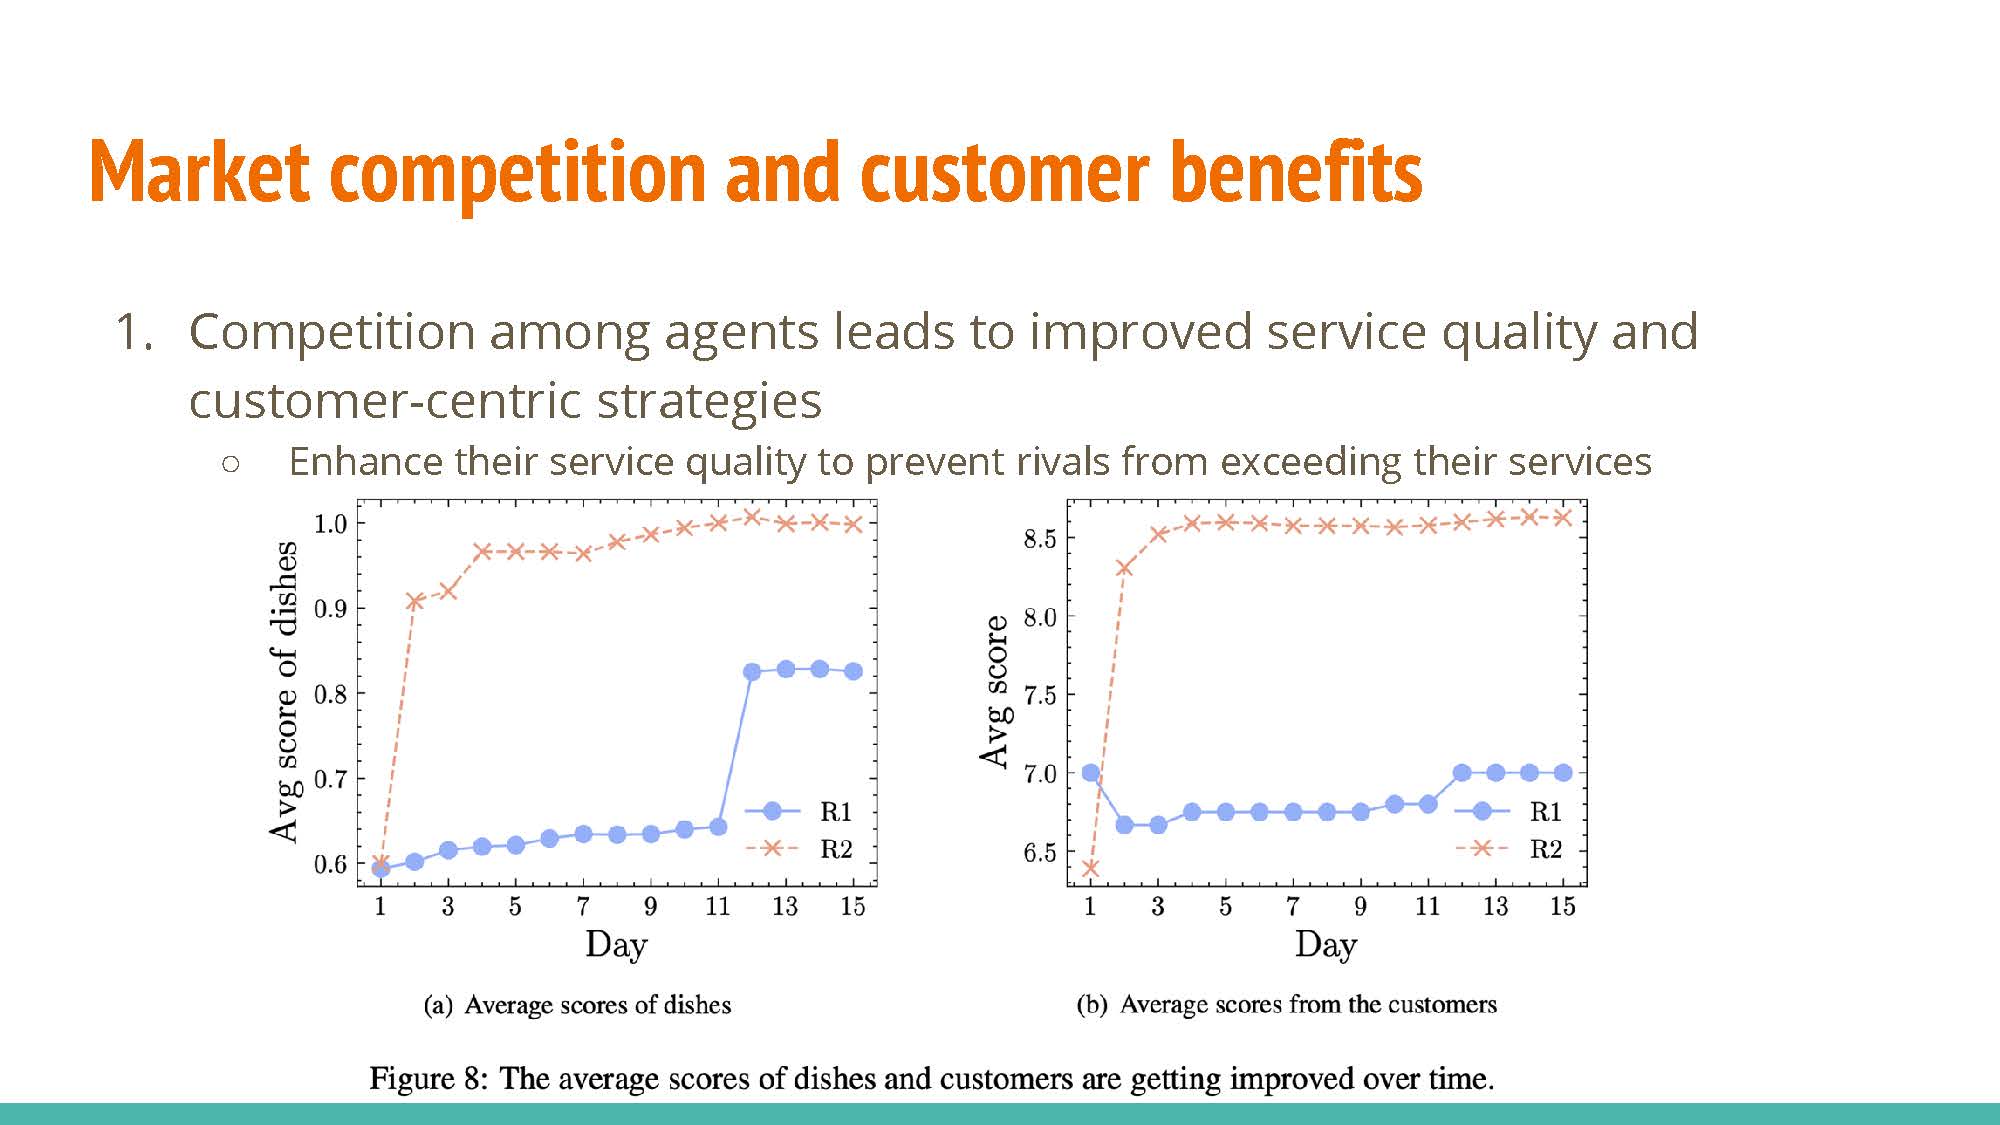 Market competition and customer benefits
1. Competition among agents leads to improved service quality and
customer-centric strategies
○ Enhance their service quality to prevent rivals from exceeding their services
Avg score of dishes
1.0
0.9
0.8
0.7
0.6
R1
R2
1 3 5 7 9 11 13 15
Day
(a) Average scores of dishes
Avg score
8.5
8.0
7.5
7.0
6.5
R1
R2
1 3 5 7 9 11 13 15
Day
(b) Average scores from the customers
Figure 8: The average scores of dishes and customers are getting improved over time.